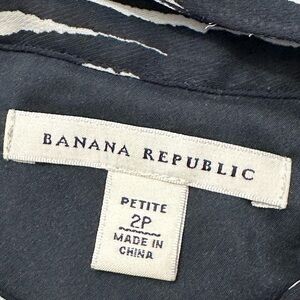 BANANA REPUBLIC
PETITE
2P
MADE IN
CHINA